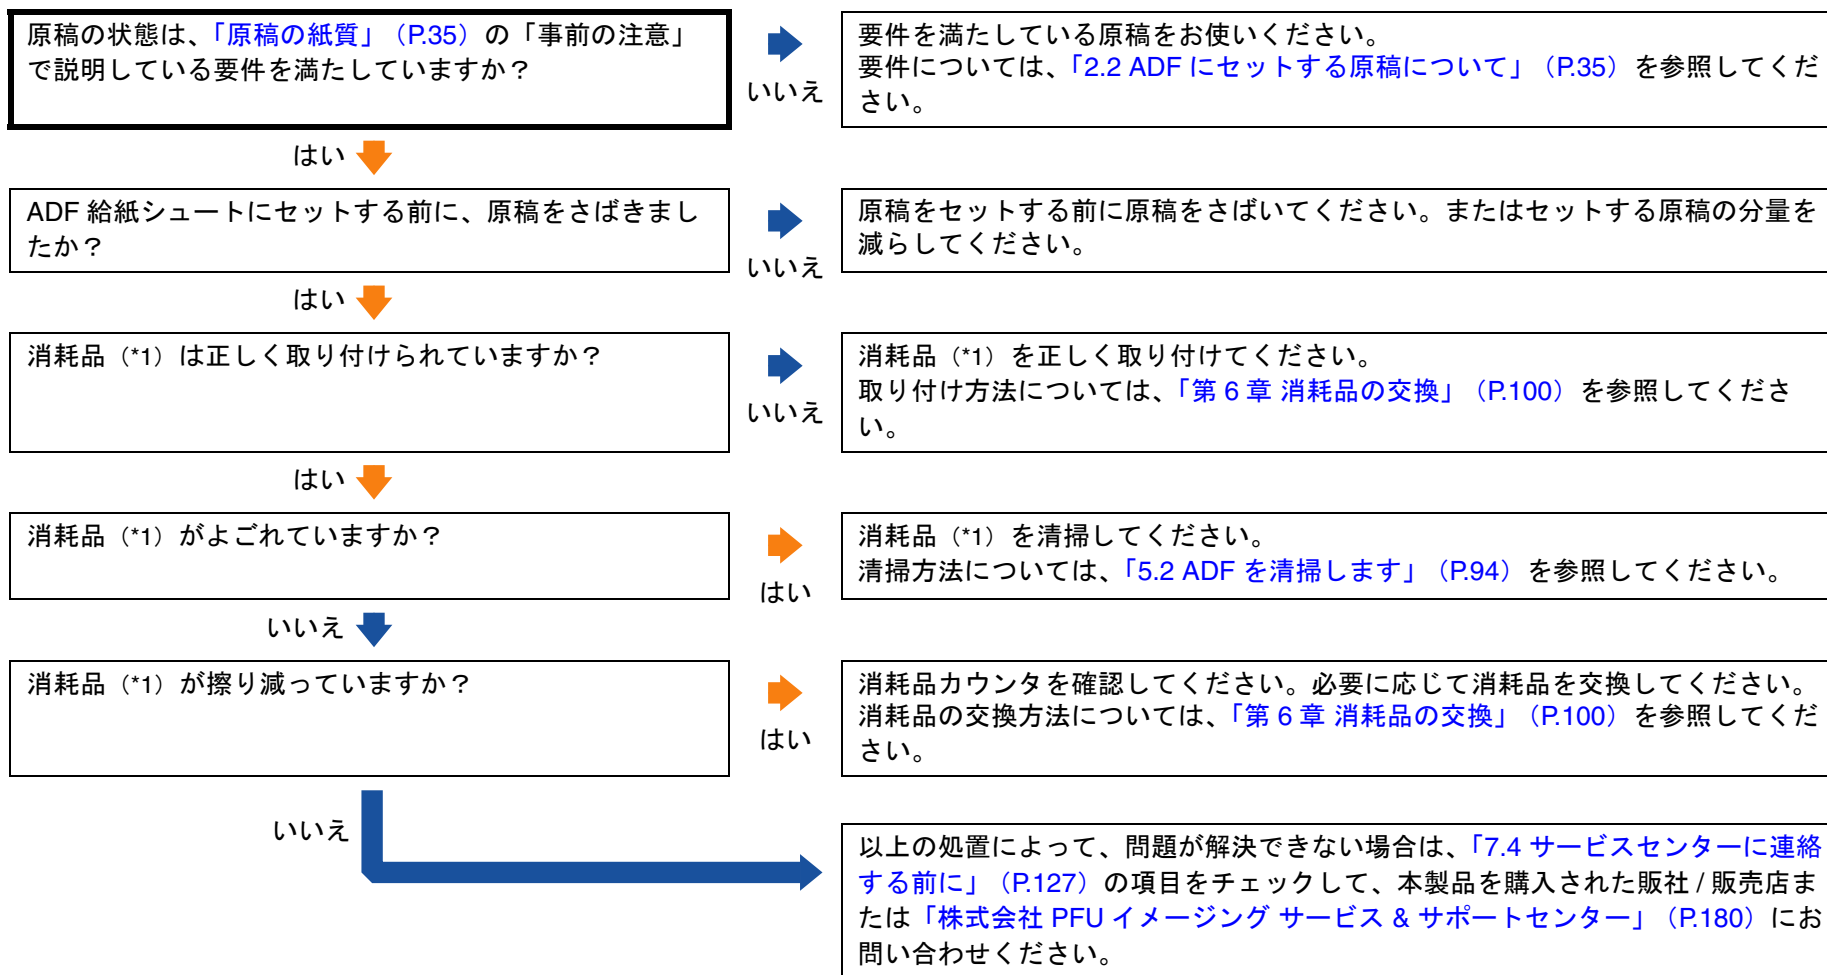 原稿の状態は、「原稿の紙質」（P.35）の「事前の注意」
で説明している要件を満たしていますか？
いいえ
要件を満たしている原稿をお使いください。
要件については、「2.2 ADF にセットする原稿について」（P.35）を参照してくだ
さい。
はい
ADF 給紙シュートにセットする前に、原稿をさばきまし
たか？
いいえ
原稿をセットする前に原稿をさばいてください。またはセットする原稿の分量を
減らしてください。
はい
消耗品（*1）は正しく取り付けられていますか？
いいえ
消耗品（*1）を正しく取り付けてください。
取り付け方法については、「第 6 章 消耗品の交換」（P.100）を参照してくださ
い。
はい
消耗品（*1）がよごれていますか？
はい
消耗品（*1）を清掃してください。
清掃方法については、「5.2 ADF を清掃します」（P.94）を参照してください。
いいえ
消耗品（*1）が擦り減っていますか？
はい
消耗品カウンタを確認してください。必要に応じて消耗品を交換してください。
消耗品の交換方法については、「第 6 章 消耗品の交換」（P.100）を参照してくだ
さい。
いいえ
以上の処置によって、問題が解決できない場合は、「7.4 サービスセンターに連絡
する前に」（P.127）の項目をチェックして、本製品を購入された販社 / 販売店ま
たは「株式会社 PFU イメージング サービス & サポートセンター」（P.180）にお
問い合わせください。